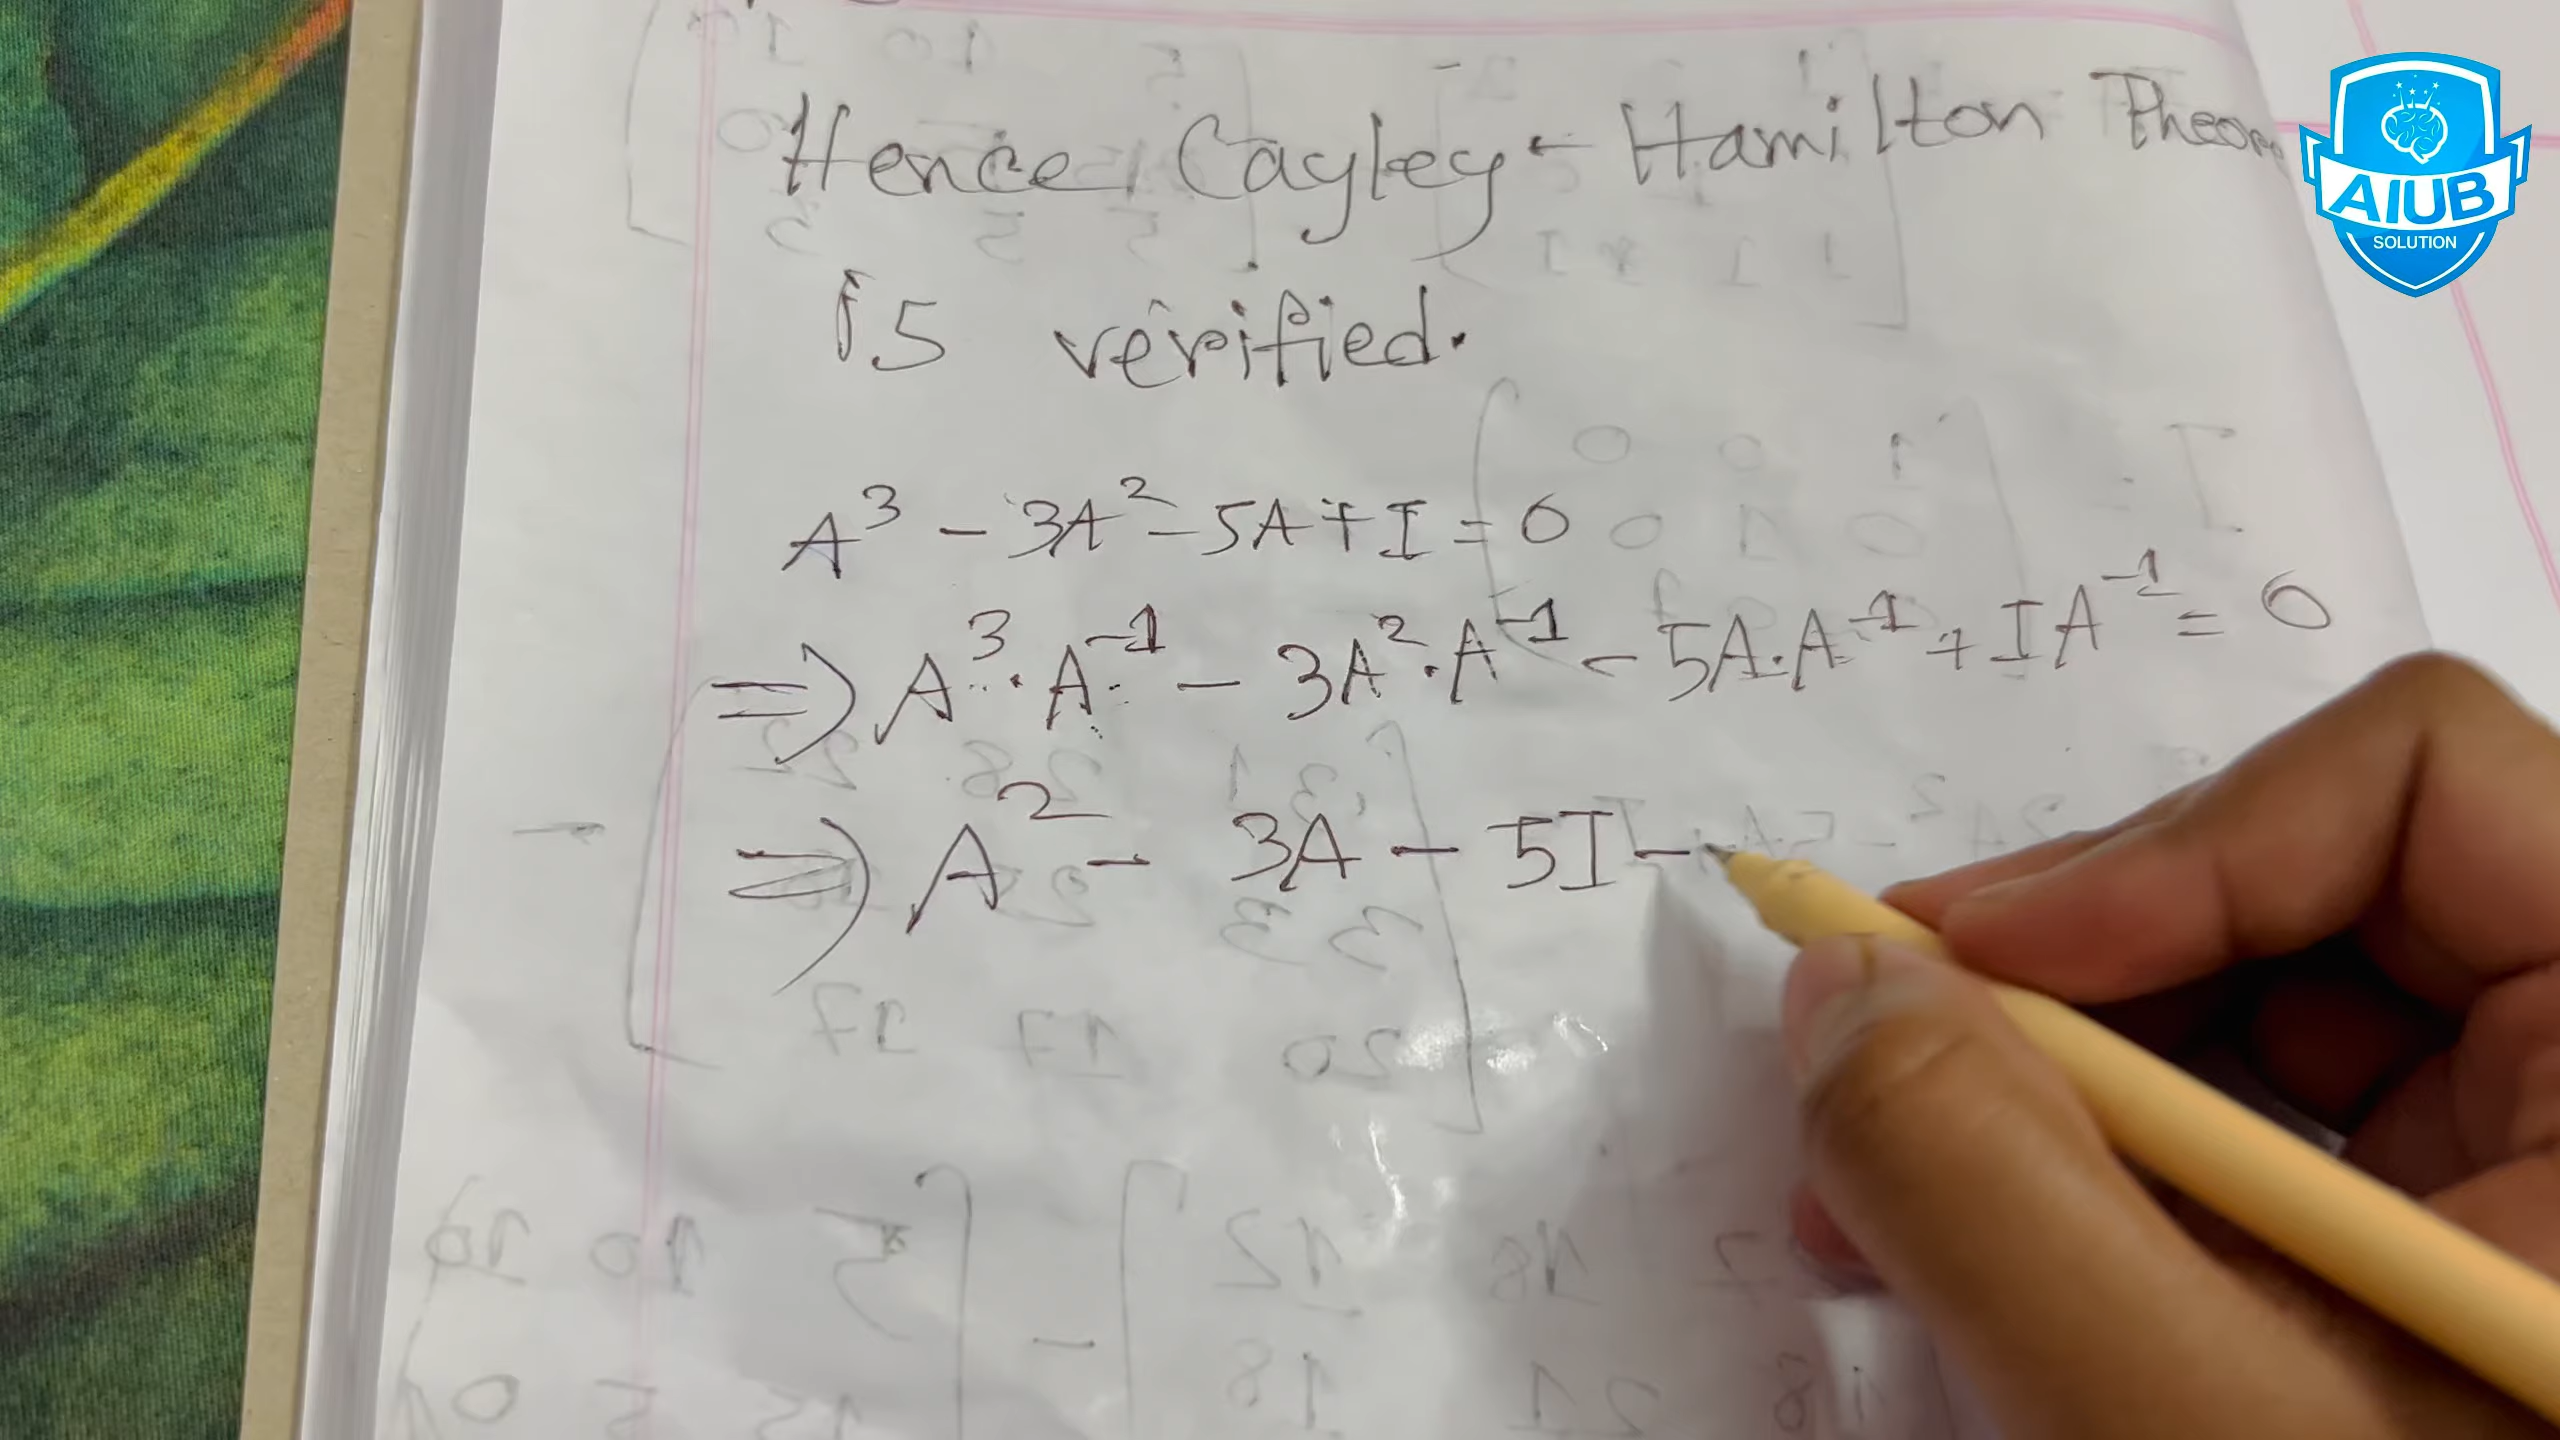 Hence Cayley - Hamilton Theore
is verified.
A³ - 3A² - 5A + I = 0
⇒ A³·A⁻¹ - 3A²·A⁻¹ - 5A·A⁻¹ + IA⁻¹ = 0
⇒ A² - 3A - 5I -
AIUB
SOLUTION